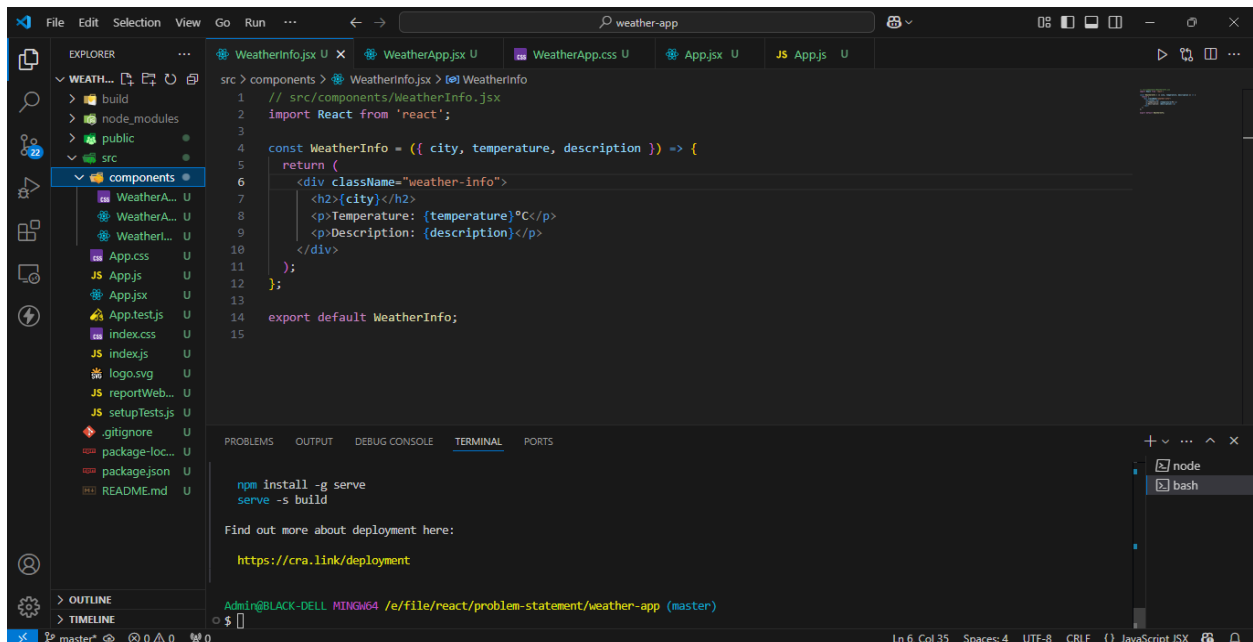 File Edit Selection View Go Run ··· ← → weather-app
EXPLORER ···
WEATH...
build
node_modules
public
src
components
WeatherA... U
WeatherA... U
WeatherI... U
App.css U
JS App.js U
App.jsx U
App.test.js U
index.css U
JS index.js U
logo.svg U
JS reportWeb... U
JS setupTests.js U
.gitignore U
package-loc... U
package.json U
README.md U
OUTLINE
TIMELINE
22
WeatherInfo.jsx U × WeatherApp.jsx U WeatherApp.css U App.jsx U JS App.js U
src > components > WeatherInfo.jsx > WeatherInfo
1 // src/components/WeatherInfo.jsx
2 import React from 'react';
3
4 const WeatherInfo = ({ city, temperature, description }) => {
5 return (
6 <div className="weather-info">
7 <h2>{city}</h2>
8 <p>Temperature: {temperature}°C</p>
9 <p>Description: {description}</p>
10 </div>
11 );
12 };
13
14 export default WeatherInfo;
15
PROBLEMS OUTPUT DEBUG CONSOLE TERMINAL PORTS
npm install -g serve
serve -s build
Find out more about deployment here:
https://cra.link/deployment
Admin@BLACK-DELL MINGW64 /e/file/react/problem-statement/weather-app (master)
$
node
bash
master* 0 0 0 Ln 6, Col 35 Spaces: 4 UTF-8 CRLF {} JavaScript JSX